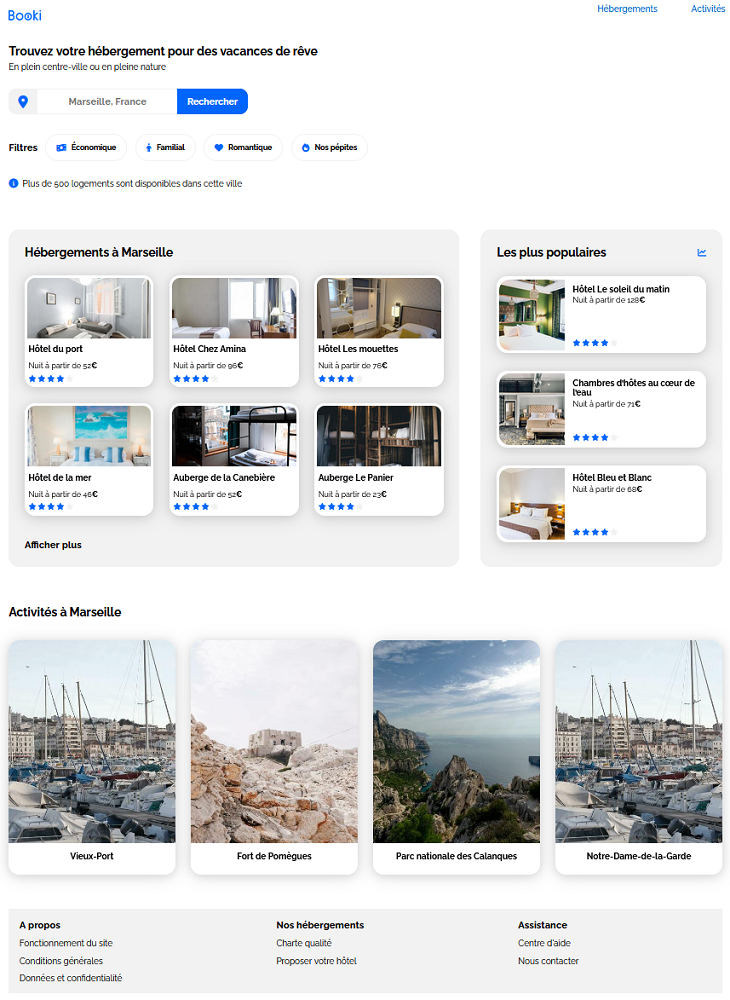 Booki
Hébergements
Activités
Trouvez votre hébergement pour des vacances de rêve
En plein centre-ville ou en pleine nature
Marseille, France
Rechercher
Filtres
Économique
Familial
Romantique
Nos pépites
Plus de 500 logements sont disponibles dans cette ville
Hébergements à Marseille
Hôtel du port
Nuit à partir de 52€
Hôtel Chez Amina
Nuit à partir de 96€
Hôtel Les mouettes
Nuit à partir de 76€
Hôtel de la mer
Nuit à partir de 46€
Auberge de la Canebière
Nuit à partir de 52€
Auberge Le Panier
Nuit à partir de 23€
Afficher plus
Les plus populaires
Hôtel Le soleil du matin
Nuit à partir de 128€
Chambres d'hôtes au cœur de
l'eau
Nuit à partir de 71€
Hôtel Bleu et Blanc
Nuit à partir de 68€
Activités à Marseille
Vieux-Port
Fort de Pomègues
Parc nationale des Calanques
Notre-Dame-de-la-Garde
A propos
Fonctionnement du site
Conditions générales
Données et confidentialité
Nos hébergements
Charte qualité
Proposer votre hôtel
Assistance
Centre d'aide
Nous contacter